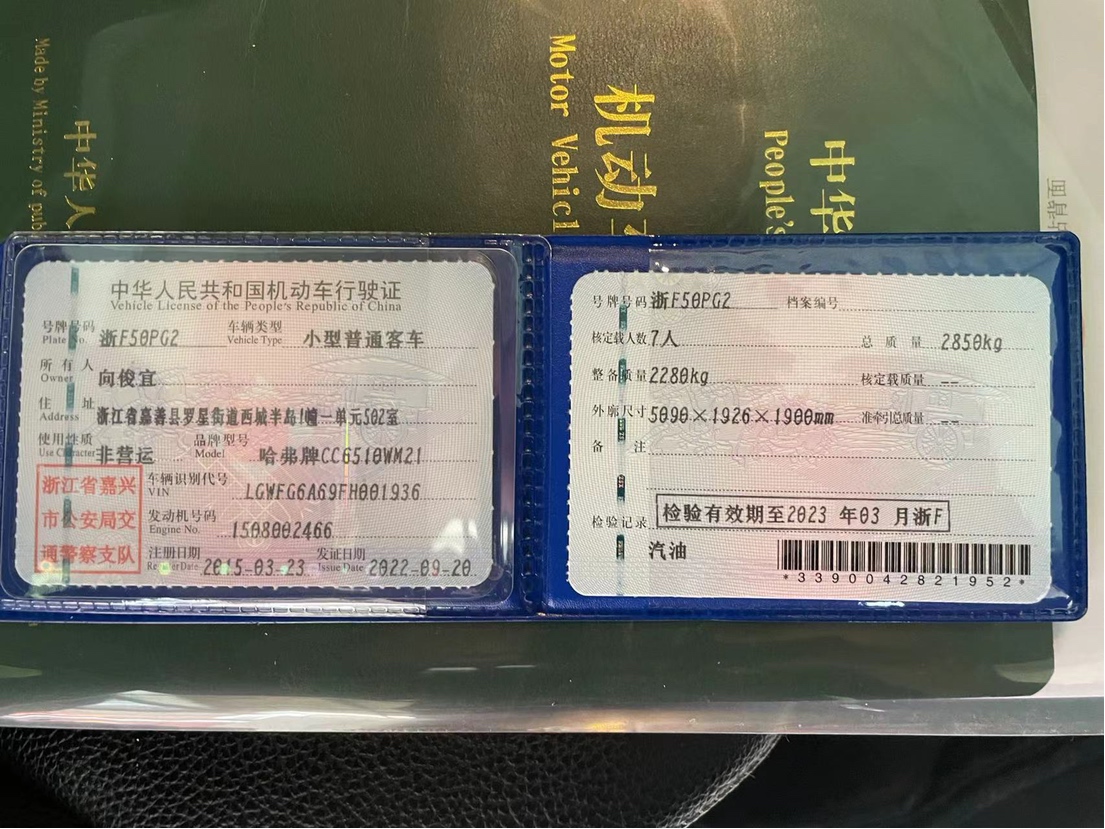 Made by Ministry of pub
中华人
机动
Motor Vehicl
中华
People's
中华人民共和国机动车行驶证
Vehicle License of the People's Republic of China
号牌号码 浙F50PG2 车辆类型 小型普通客车
Plate No. Vehicle Type
所有人 向俊宜
Owner
住址 浙江省嘉善县罗星街道西城半岛1幢一单元502室
Address
使用性质 非营运 品牌型号 哈弗牌CC6510WM21
Use Character Model
浙江省嘉兴
市公安局交
通警察支队
车辆识别代号 LGWFG6A69FH001936
VIN
发动机号码 1508002466
Engine No.
注册日期 2015-03-23 发证日期 2022-09-20
Register Date Issue Date
号牌号码 浙F50PG2 档案编号
核定载人数 7人 总质量 2850kg
整备质量 2280kg 核定载质量 --
外廓尺寸 5090×1926×1900mm 准牵引总质量 --
备注
检验记录 检验有效期至2023 年03 月浙F
汽油
*3390042821952*